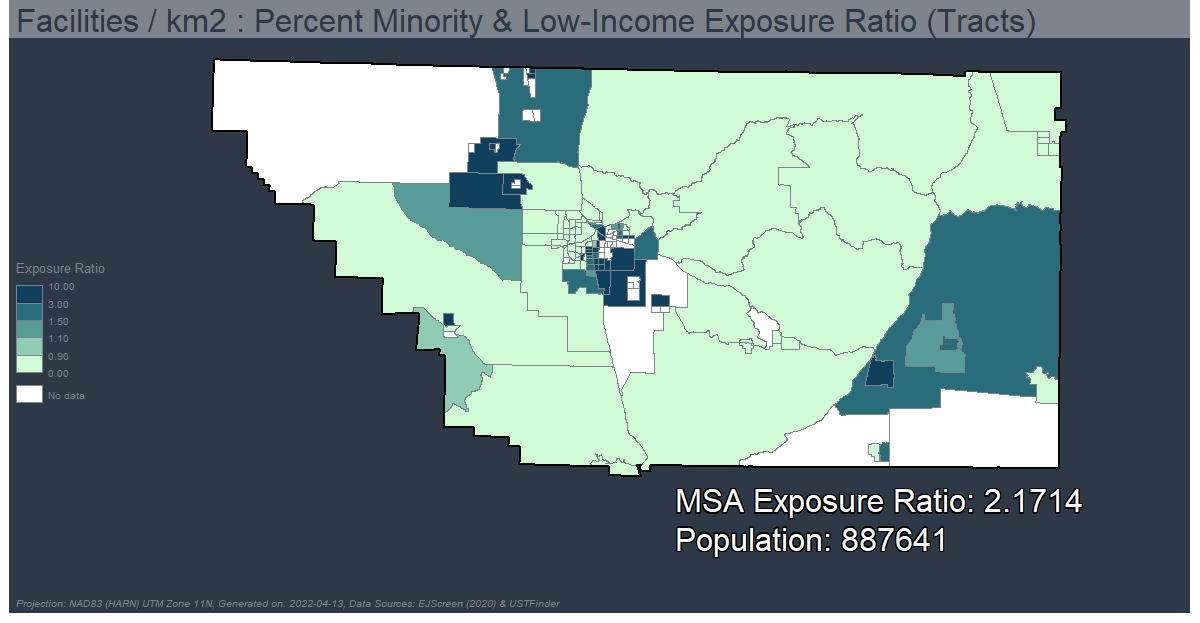 Facilities / km2 : Percent Minority & Low-Income Exposure Ratio (Tracts)
Exposure Ratio
10.00
3.00
1.50
1.10
0.90
0.00
No data
MSA Exposure Ratio: 2.1714
Population: 887641
Projection: NAD83 (HARN) UTM Zone 11N, Generated on: 2022-04-13, Data Sources: EJScreen (2020) & USTFinder